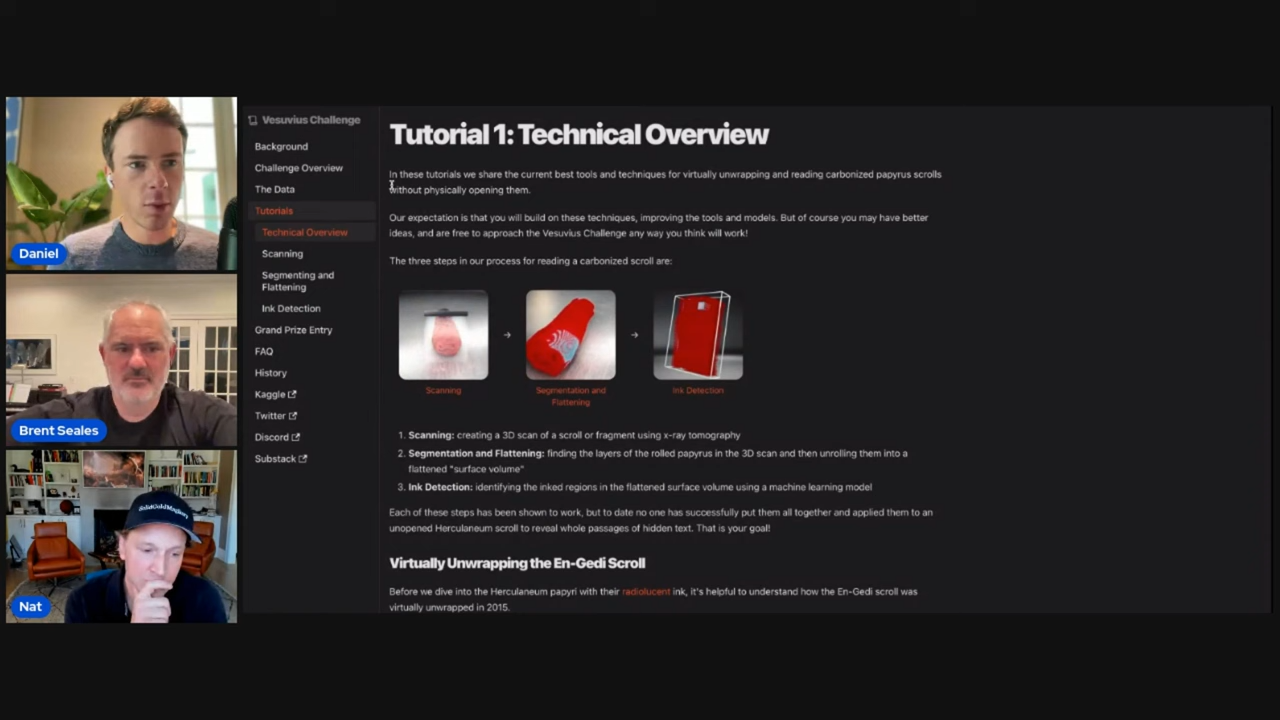 Daniel
Brent Seales
SolidGoldMagikarp
Nat
Vesuvius Challenge
Background
Challenge Overview
The Data
Tutorials
Technical Overview
Scanning
Segmenting and
Flattening
Ink Detection
Grand Prize Entry
FAQ
History
Kaggle
Twitter
Discord
Substack
Tutorial 1: Technical Overview
In these tutorials we share the current best tools and techniques for virtually unwrapping and reading carbonized papyrus scrolls
without physically opening them.
Our expectation is that you will build on these techniques, improving the tools and models. But of course you may have better
ideas, and are free to approach the Vesuvius Challenge any way you think will work!
The three steps in our process for reading a carbonized scroll are:
→ →
Scanning
Segmentation and
Flattening
Ink Detection
1. Scanning: creating a 3D scan of a scroll or fragment using x-ray tomography
2. Segmentation and Flattening: finding the layers of the rolled papyrus in the 3D scan and then unrolling them into a
flattened "surface volume"
3. Ink Detection: identifying the inked regions in the flattened surface volume using a machine learning model
Each of these steps has been shown to work, but to date no one has successfully put them all together and applied them to an
unopened Herculaneum scroll to reveal whole passages of hidden text. That is your goal!
Virtually Unwrapping the En-Gedi Scroll
Before we dive into the Herculaneum papyri with their radiolucent ink, it's helpful to understand how the En-Gedi scroll was
virtually unwrapped in 2015.